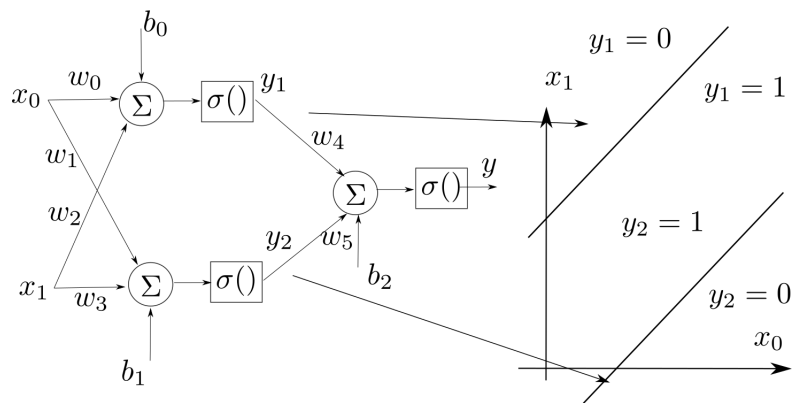 b₀
y₁ = 0
w₀
y₁
x₁
x₀
Σ
σ()
y₁ = 1
w₄
w₁
y
Σ
σ()
w₂
y₂
w₅
y₂ = 1
x₁
w₃
Σ
σ()
b₂
y₂ = 0
x₀
b₁